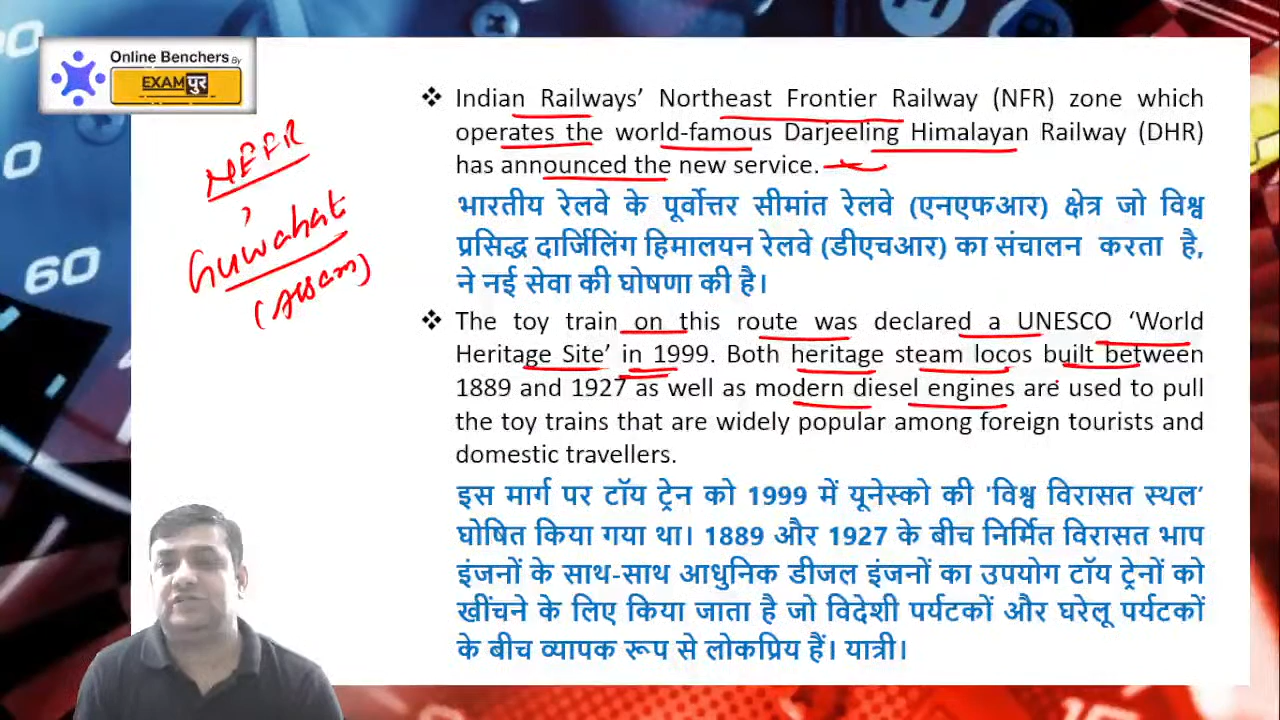 Online Benchers By
EXAMपुर
NEFR
Guwahat
(Assam)
❖ Indian Railways’ Northeast Frontier Railway (NFR) zone which
operates the world-famous Darjeeling Himalayan Railway (DHR)
has announced the new service.
भारतीय रेलवे के पूर्वोत्तर सीमांत रेलवे (एनएफआर) क्षेत्र जो विश्व
प्रसिद्ध दार्जिलिंग हिमालयन रेलवे (डीएचआर) का संचालन करता है,
ने नई सेवा की घोषणा की है।
❖ The toy train on this route was declared a UNESCO ‘World
Heritage Site’ in 1999. Both heritage steam locos built between
1889 and 1927 as well as modern diesel engines are used to pull
the toy trains that are widely popular among foreign tourists and
domestic travellers.
इस मार्ग पर टॉय ट्रेन को 1999 में यूनेस्को की 'विश्व विरासत स्थल’
घोषित किया गया था। 1889 और 1927 के बीच निर्मित विरासत भाप
इंजनों के साथ-साथ आधुनिक डीजल इंजनों का उपयोग टॉय ट्रेनों को
खींचने के लिए किया जाता है जो विदेशी पर्यटकों और घरेलू पर्यटकों
के बीच व्यापक रूप से लोकप्रिय हैं। यात्री।
60